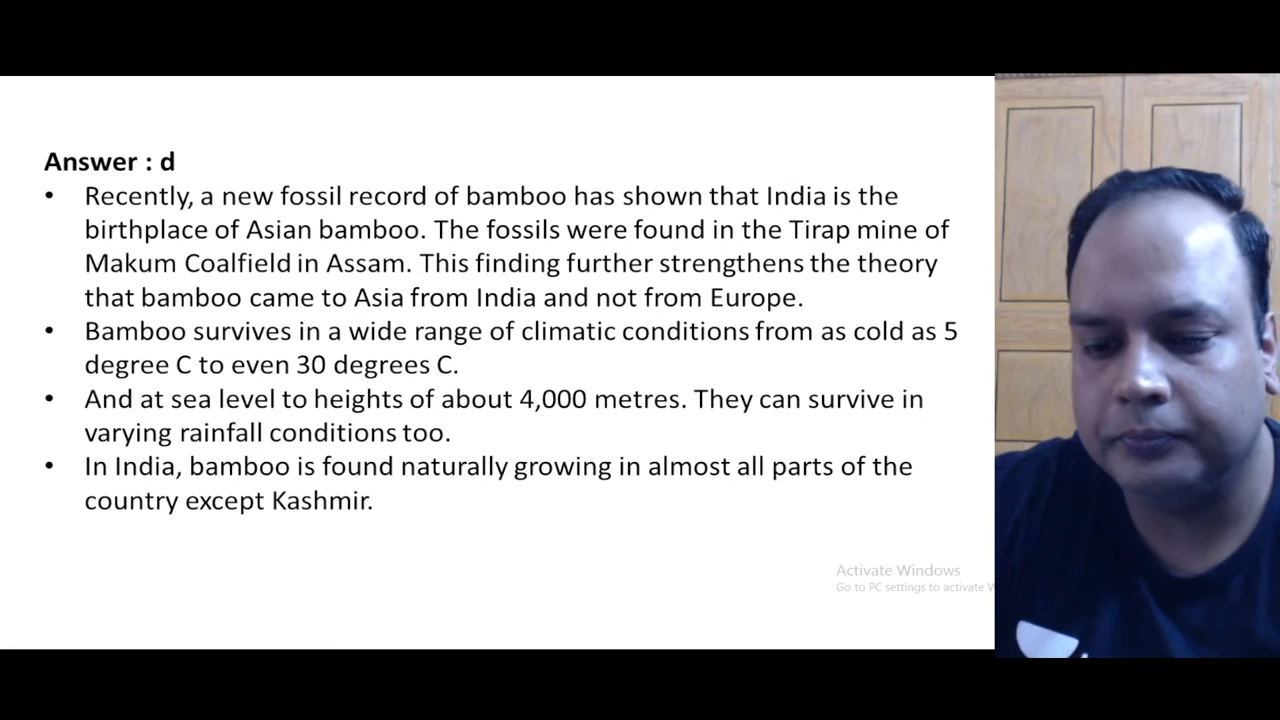 Answer : d
• Recently, a new fossil record of bamboo has shown that India is the
birthplace of Asian bamboo. The fossils were found in the Tirap mine of
Makum Coalfield in Assam. This finding further strengthens the theory
that bamboo came to Asia from India and not from Europe.
• Bamboo survives in a wide range of climatic conditions from as cold as 5
degree C to even 30 degrees C.
• And at sea level to heights of about 4,000 metres. They can survive in
varying rainfall conditions too.
• In India, bamboo is found naturally growing in almost all parts of the
country except Kashmir.
Activate Windows
Go to PC settings to activate W